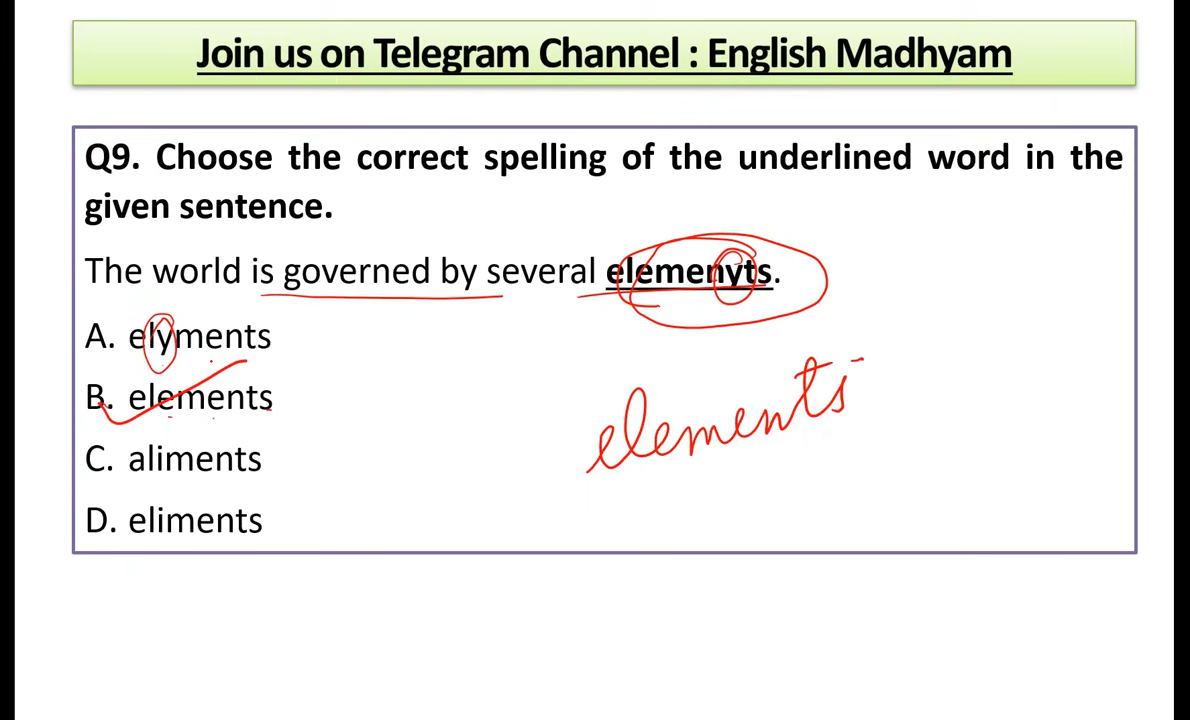 Join us on Telegram Channel : English Madhyam
Q9. Choose the correct spelling of the underlined word in the
given sentence.
The world is governed by several elemenyts.
A. elyments
B. elements
C. aliments
D. eliments
elements